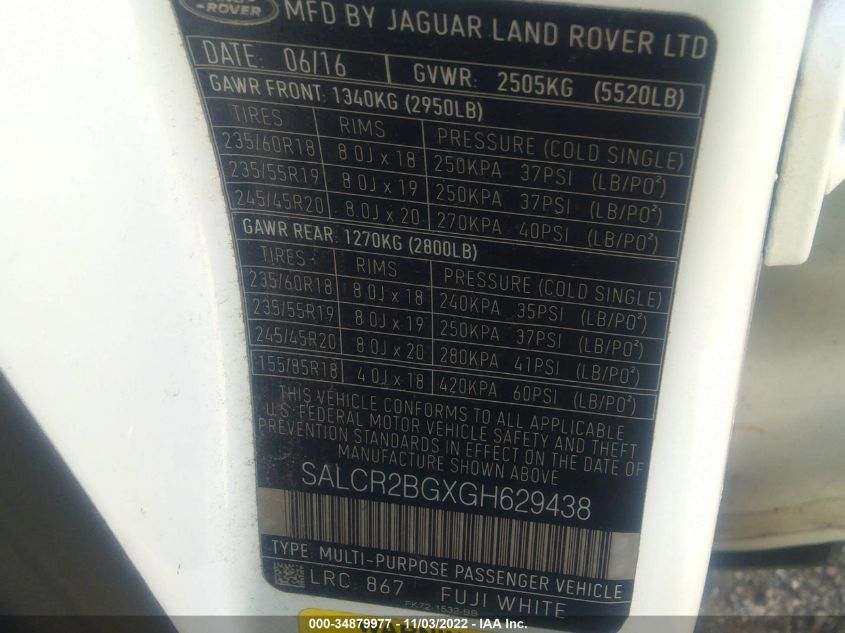 ROVER
MFD BY JAGUAR LAND ROVER LTD
DATE: 06/16 GVWR: 2505KG (5520LB)
GAWR FRONT: 1340KG (2950LB)
TIRES RIMS PRESSURE (COLD SINGLE)
235/60R18 8.0J x 18 250KPA 37PSI (LB/PO²)
235/55R19 8.0J x 19 250KPA 37PSI (LB/PO²)
245/45R20 8.0J x 20 270KPA 40PSI (LB/PO²)
GAWR REAR: 1270KG (2800LB)
TIRES RIMS PRESSURE (COLD SINGLE)
235/60R18 8.0J x 18 240KPA 35PSI (LB/PO²)
235/55R19 8.0J x 19 250KPA 37PSI (LB/PO²)
245/45R20 8.0J x 20 280KPA 41PSI (LB/PO²)
155/85R18 4.0J x 18 420KPA 60PSI (LB/PO²)
THIS VEHICLE CONFORMS TO ALL APPLICABLE
U.S. FEDERAL MOTOR VEHICLE SAFETY AND THEFT
PREVENTION STANDARDS IN EFFECT ON THE DATE OF
MANUFACTURE SHOWN ABOVE
SALCR2BGXGH629438
TYPE: MULTI-PURPOSE PASSENGER VEHICLE
LRC 867 FUJI WHITE
FK72-1532-BB
000-34879977 - 11/03/2022 - IAA Inc.